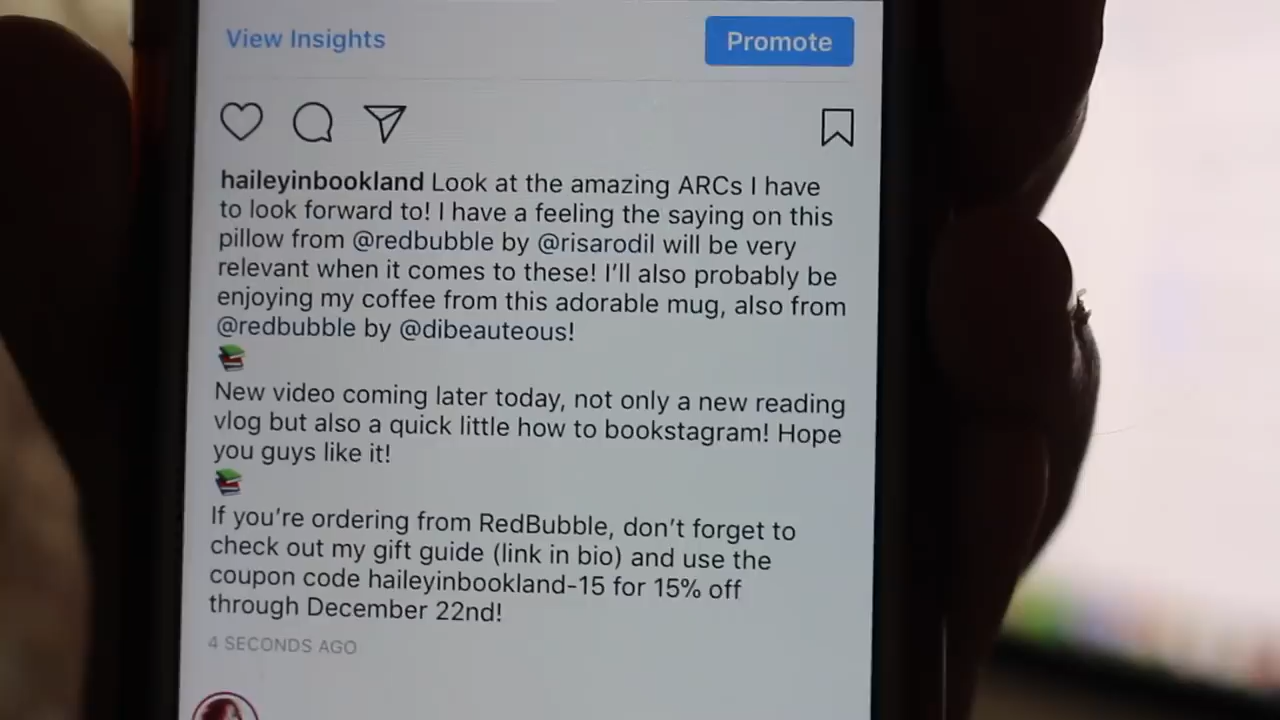 View Insights
Promote
haileyinbookland Look at the amazing ARCs I have
to look forward to! I have a feeling the saying on this
pillow from @redbubble by @risarodil will be very
relevant when it comes to these! I'll also probably be
enjoying my coffee from this adorable mug, also from
@redbubble by @dibeauteous!
📚
New video coming later today, not only a new reading
vlog but also a quick little how to bookstagram! Hope
you guys like it!
📚
If you're ordering from RedBubble, don't forget to
check out my gift guide (link in bio) and use the
coupon code haileyinbookland-15 for 15% off
through December 22nd!
4 SECONDS AGO